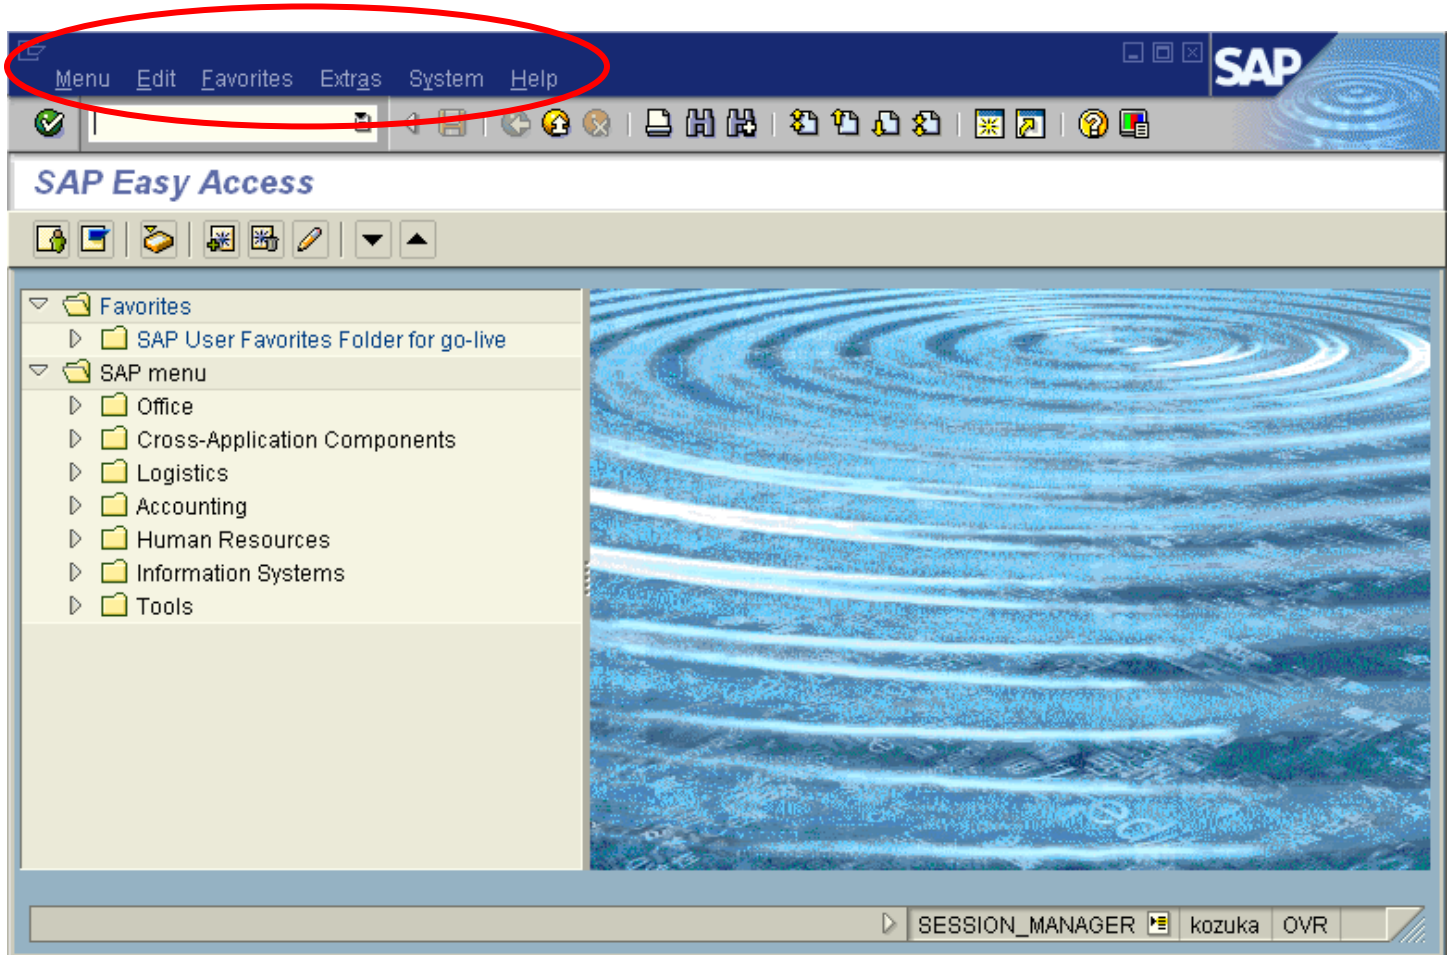 Menu Edit Favorites Extras System Help
SAP
SAP Easy Access
Favorites
SAP User Favorites Folder for go-live
SAP menu
Office
Cross-Application Components
Logistics
Accounting
Human Resources
Information Systems
Tools
SESSION_MANAGER kozuka OVR